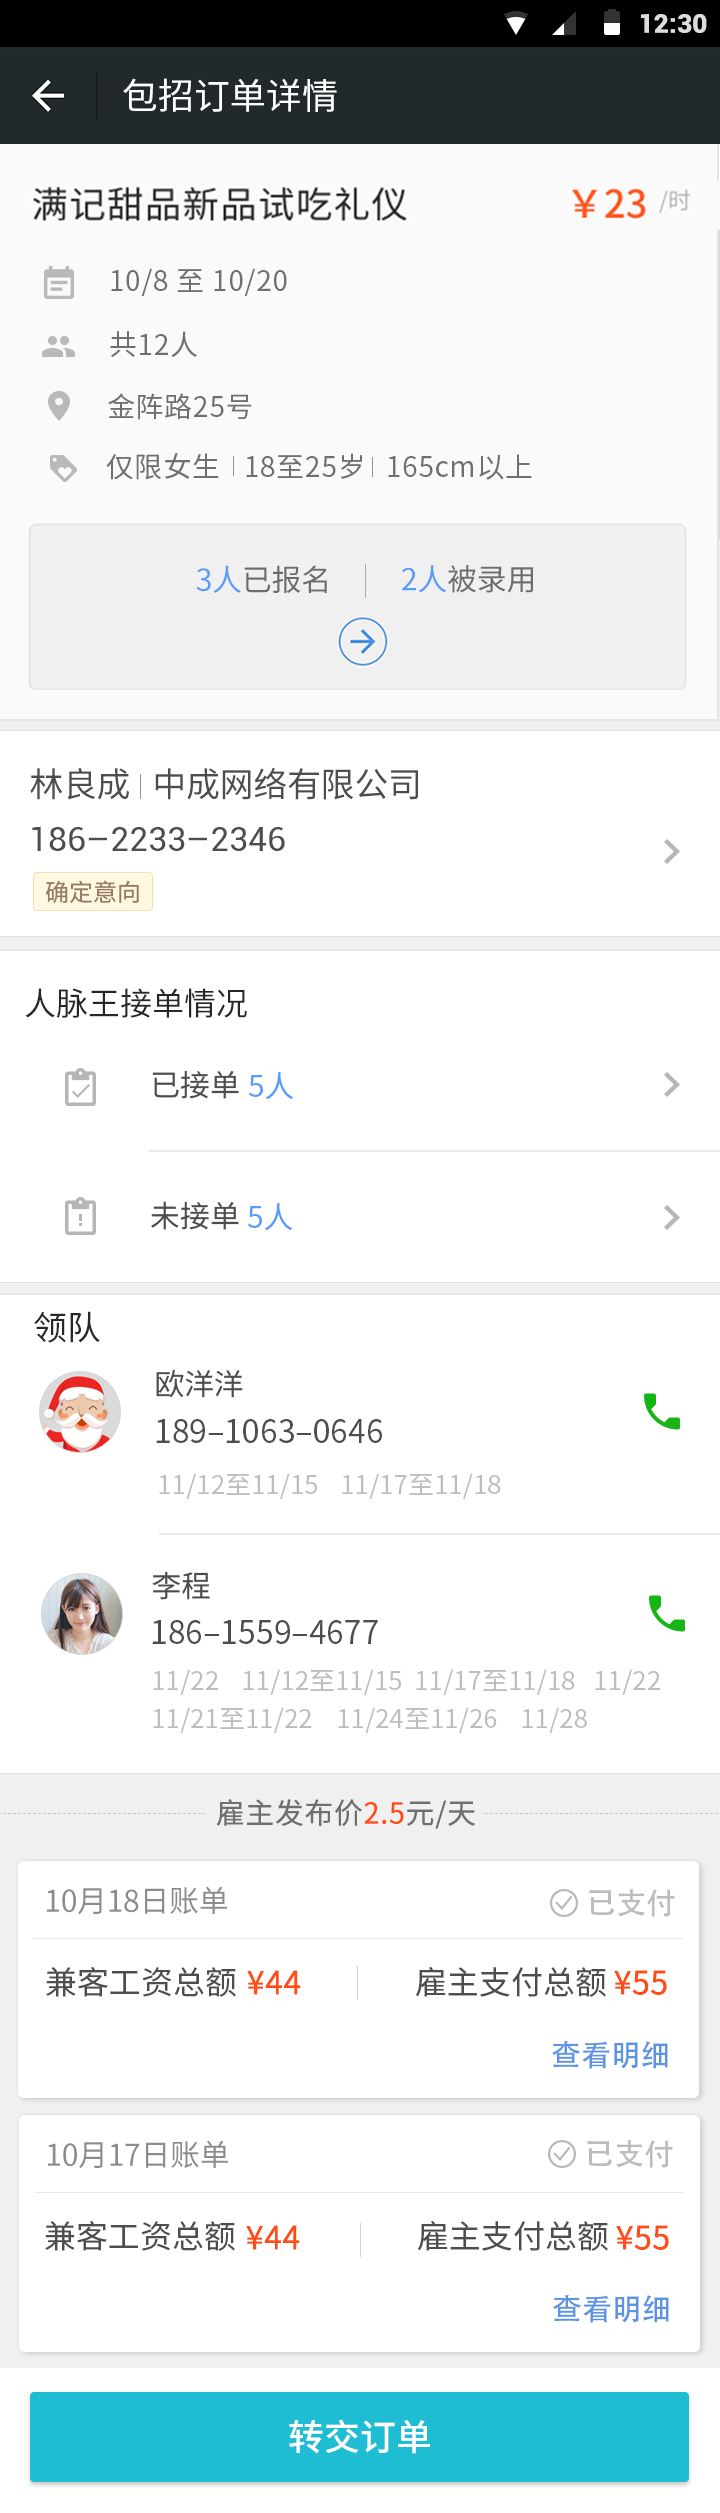 12:30
包招订单详情
满记甜品新品试吃礼仪 ¥23 /时
10/8 至 10/20
共12人
金阵路25号
仅限女生 | 18至25岁 | 165cm以上
3人已报名 | 2人被录用
林良成 | 中成网络有限公司
186-2233-2346
确定意向
人脉王接单情况
已接单 5人
未接单 5人
领队
欧洋洋
189-1063-0646
11/12至11/15 11/17至11/18
李程
186-1559-4677
11/22 11/12至11/15 11/17至11/18 11/22
11/21至11/22 11/24至11/26 11/28
雇主发布价2.5元/天
10月18日账单 已支付
兼客工资总额 ¥44 | 雇主支付总额 ¥55
查看明细
10月17日账单 已支付
兼客工资总额 ¥44 | 雇主支付总额 ¥55
查看明细
转交订单